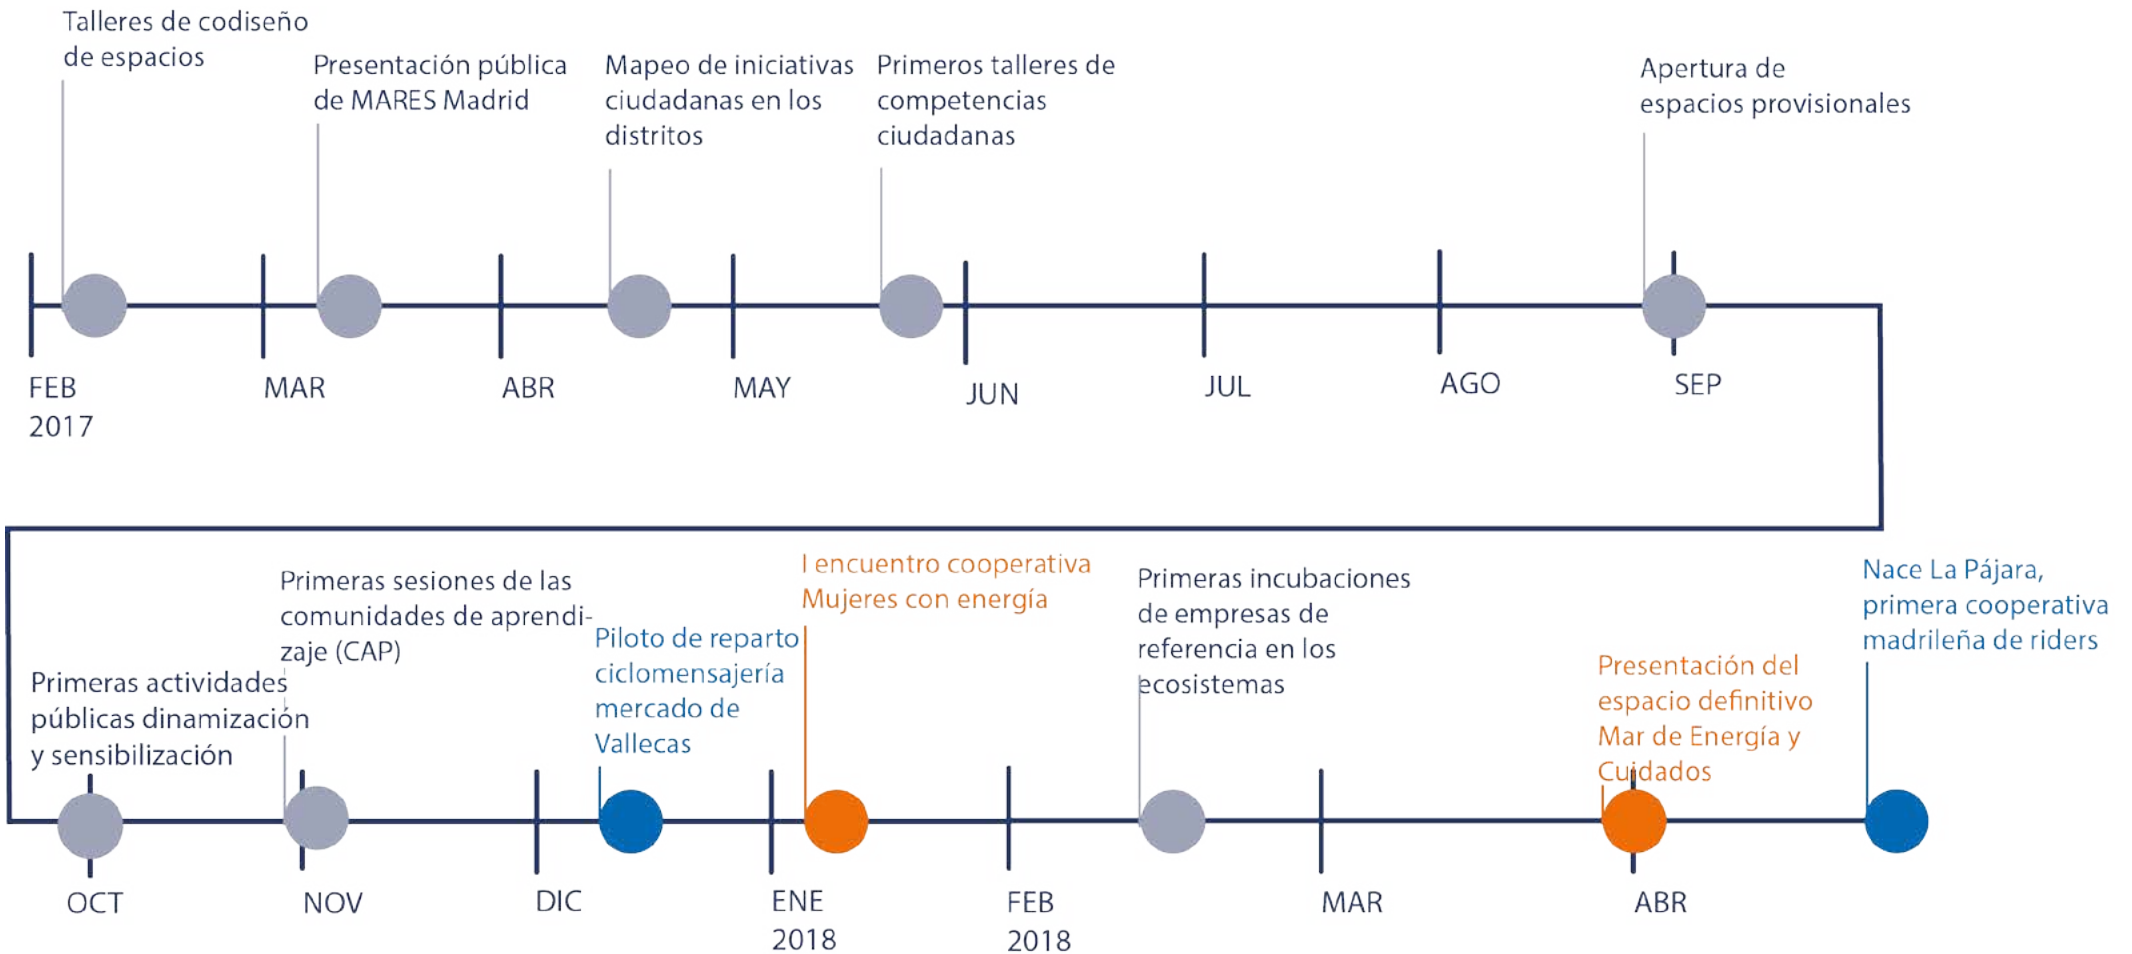 Talleres de codiseño
de espacios
Presentación pública
de MARES Madrid
Mapeo de iniciativas
ciudadanas en los
distritos
Primeros talleres de
competencias
ciudadanas
Apertura de
espacios provisionales
FEB
2017
MAR
ABR
MAY
JUN
JUL
AGO
SEP
Primeras actividades
públicas dinamización
y sensibilización
Primeras sesiones de las
comunidades de aprendi-
zaje (CAP)
Piloto de reparto
ciclomensajería
mercado de
Vallecas
I encuentro cooperativa
Mujeres con energía
Primeras incubaciones
de empresas de
referencia en los
ecosistemas
Presentación del
espacio definitivo
Mar de Energía y
Cuidados
Nace La Pájara,
primera cooperativa
madrileña de riders
OCT
NOV
DIC
ENE
2018
FEB
2018
MAR
ABR